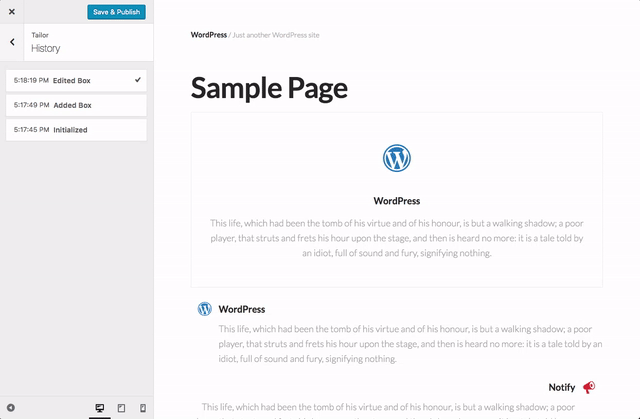 Save & Publish
Tailor
History
5:18:19 PM Edited Box
5:17:49 PM Added Box
5:17:45 PM Initialized
WordPress / Just another WordPress site
Sample Page
WordPress
This life, which had been the tomb of his virtue and of his honour, is but a walking shadow; a poor
player, that struts and frets his hour upon the stage, and then is heard no more: it is a tale told by
an idiot, full of sound and fury, signifying nothing.
WordPress
This life, which had been the tomb of his virtue and of his honour, is but a walking shadow; a poor
player, that struts and frets his hour upon the stage, and then is heard no more: it is a tale told by an
idiot, full of sound and fury, signifying nothing.
Notify
This life, which had been the tomb of his virtue and of his honour, is but a walking shadow; a poor